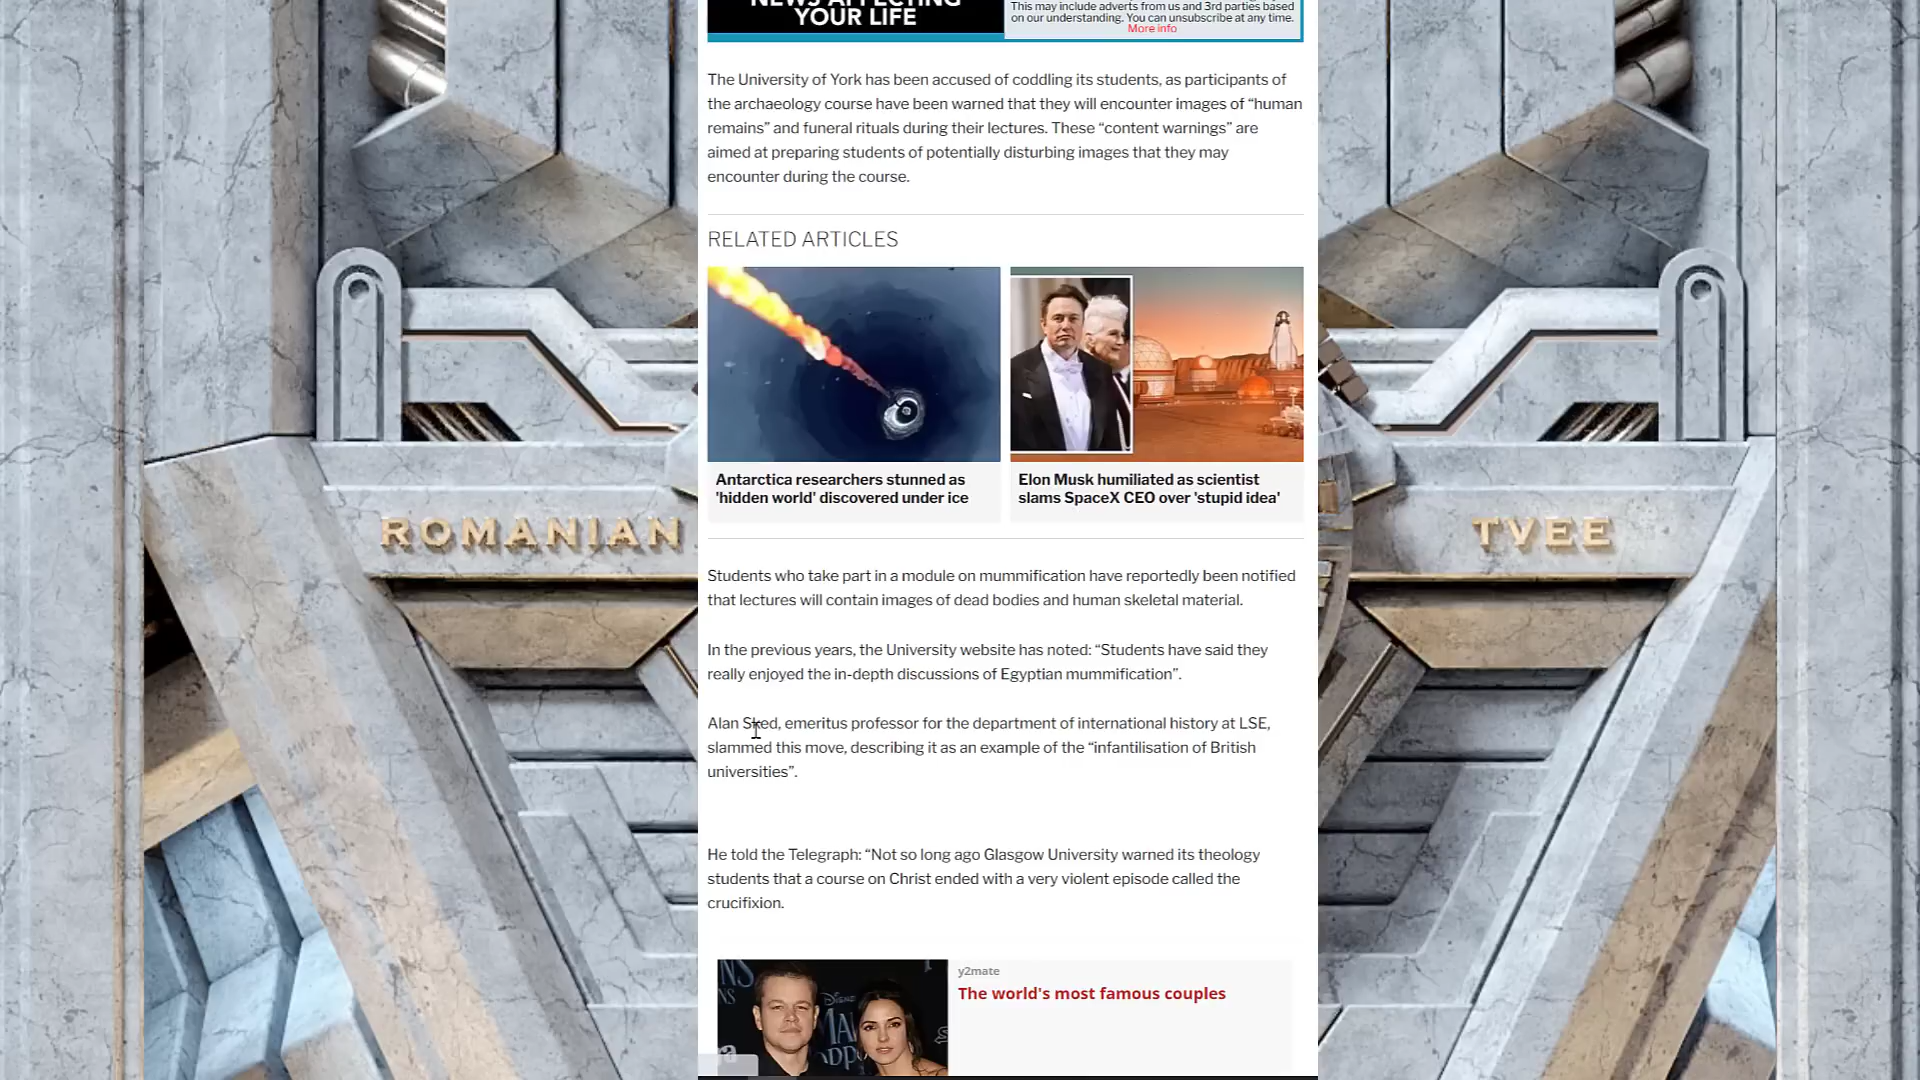 NEWS AFFECTING
YOUR LIFE
This may include adverts from us and 3rd parties based
on our understanding. You can unsubscribe at any time.
More info
The University of York has been accused of coddling its students, as participants of
the archaeology course have been warned that they will encounter images of “human
remains” and funeral rituals during their lectures. These “content warnings” are
aimed at preparing students of potentially disturbing images that they may
encounter during the course.
RELATED ARTICLES
Antarctica researchers stunned as
'hidden world' discovered under ice
Elon Musk humiliated as scientist
slams SpaceX CEO over 'stupid idea'
ROMANIAN
TVEE
Students who take part in a module on mummification have reportedly been notified
that lectures will contain images of dead bodies and human skeletal material.
In the previous years, the University website has noted: “Students have said they
really enjoyed the in-depth discussions of Egyptian mummification”.
Alan Sked, emeritus professor for the department of international history at LSE,
slammed this move, describing it as an example of the “infantilisation of British
universities”.
He told the Telegraph: “Not so long ago Glasgow University warned its theology
students that a course on Christ ended with a very violent episode called the
crucifixion.
y2mate
The world's most famous couples